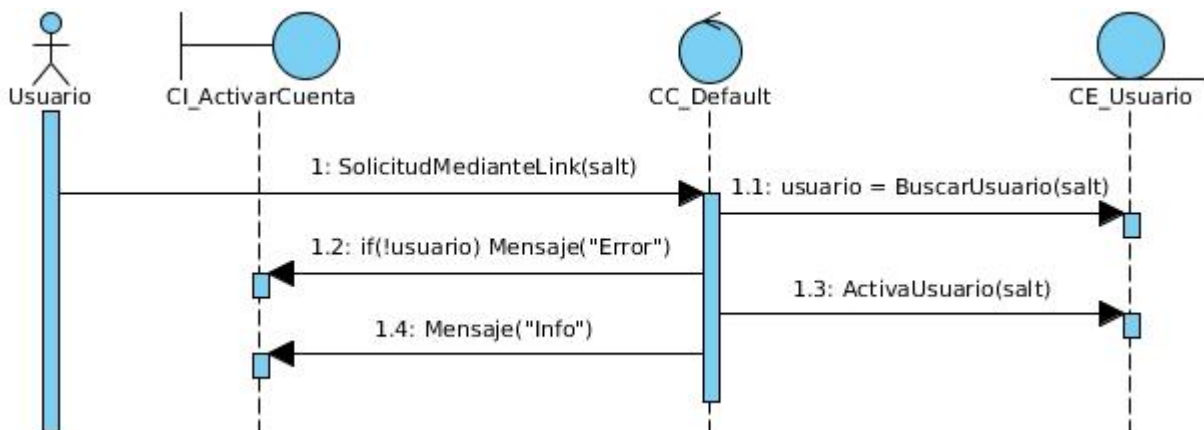 Usuario
CI_ActivarCuenta
CC_Default
CE_Usuario
1: SolicitudMedianteLink(salt)
1.1: usuario = BuscarUsuario(salt)
1.2: if(!usuario) Mensaje("Error")
1.3: ActivaUsuario(salt)
1.4: Mensaje("Info")